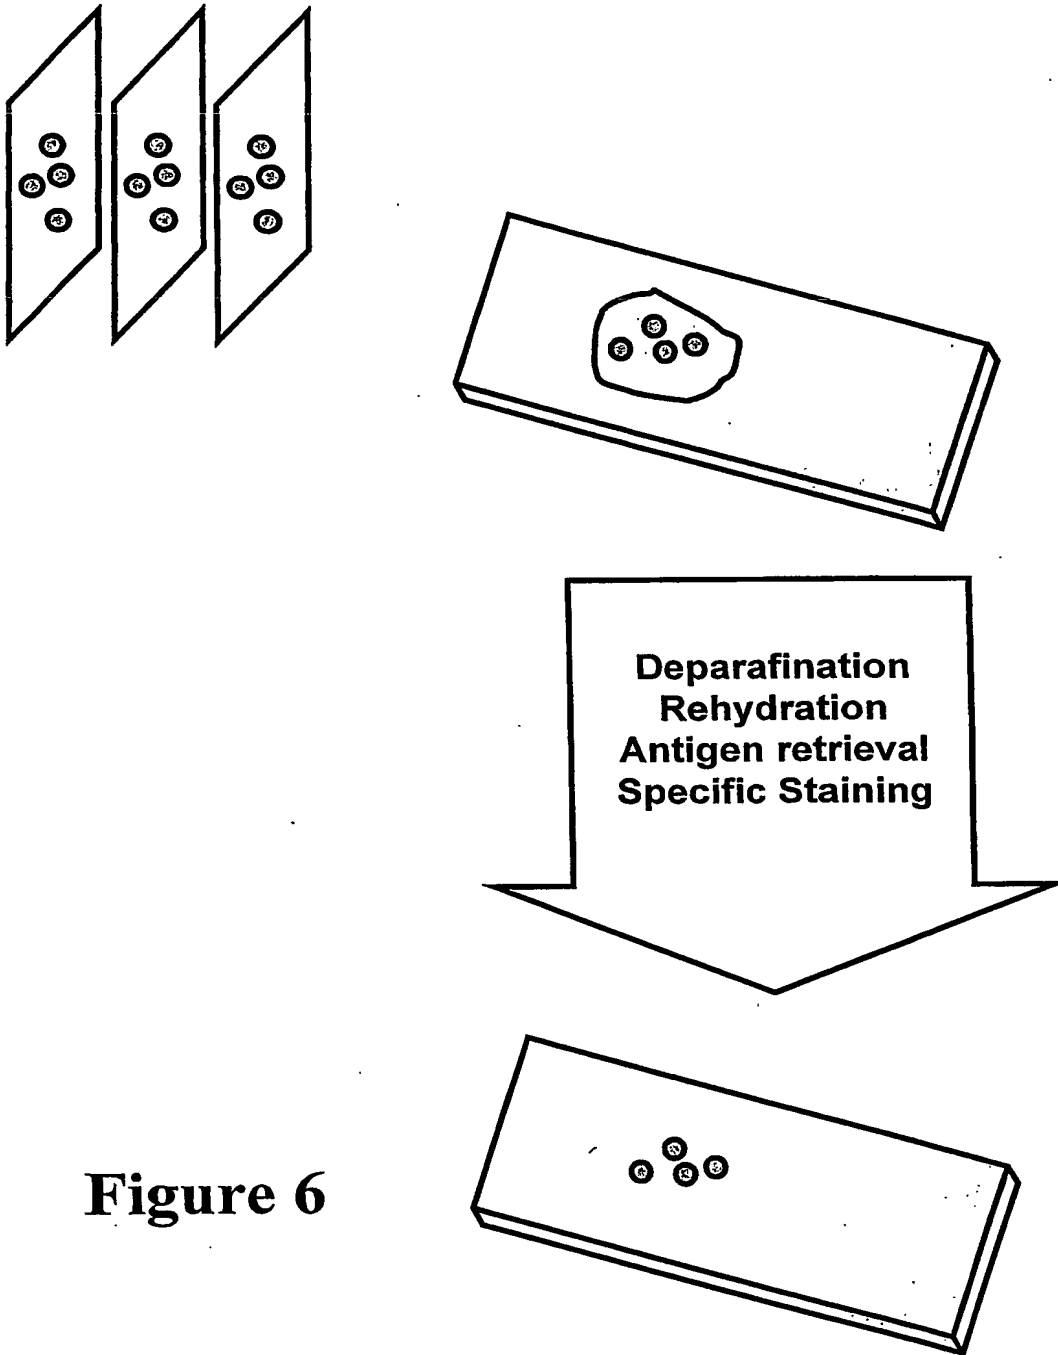 Deparafination
Rehydration
Antigen retrieval
Specific Staining
Figure 6